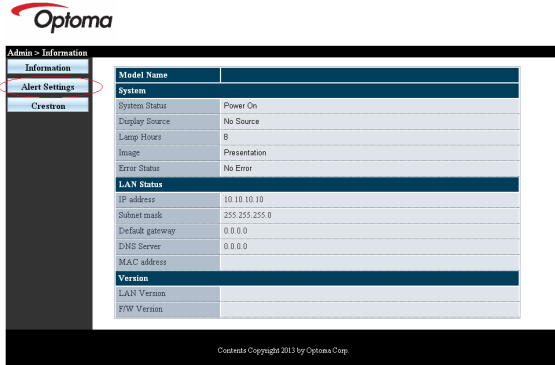 Optoma
Admin > Information
Information
Alert Settings
Crestron
Model Name
System
System Status Power On
Display Source No Source
Lamp Hours 8
Image Presentation
Error Status No Error
LAN Status
IP address 10.10.10.10
Subnet mask 255.255.255.0
Default gateway 0.0.0.0
DNS Server 0.0.0.0
MAC address
Version
LAN Version
F/W Version
Contents Copyright 2013 by Optoma Corp.